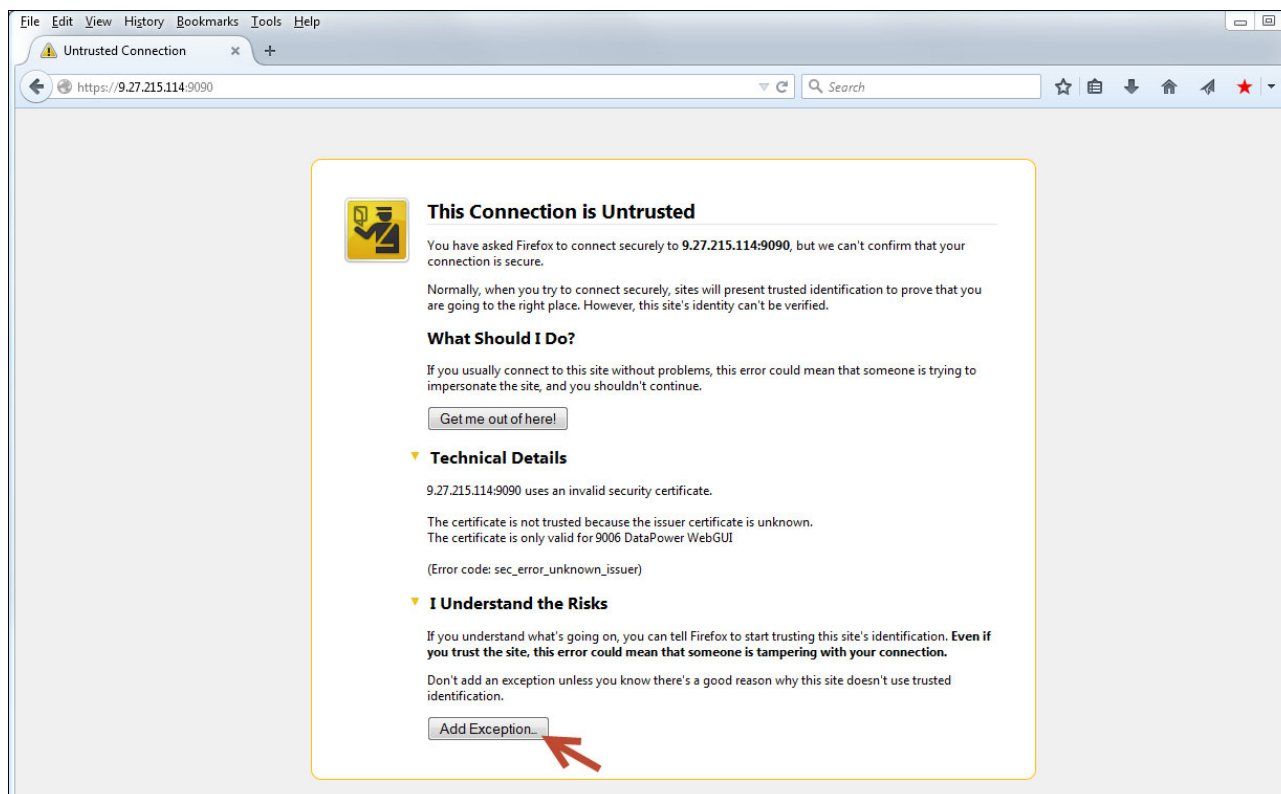 File Edit View History Bookmarks Tools Help
Untrusted Connection
https://9.27.215.114:9090
Search
This Connection is Untrusted
You have asked Firefox to connect securely to 9.27.215.114:9090, but we can't confirm that your
connection is secure.
Normally, when you try to connect securely, sites will present trusted identification to prove that you
are going to the right place. However, this site's identity can't be verified.
What Should I Do?
If you usually connect to this site without problems, this error could mean that someone is trying to
impersonate the site, and you shouldn't continue.
Get me out of here!
Technical Details
9.27.215.114:9090 uses an invalid security certificate.
The certificate is not trusted because the issuer certificate is unknown.
The certificate is only valid for 9006 DataPower WebGUI
(Error code: sec_error_unknown_issuer)
I Understand the Risks
If you understand what's going on, you can tell Firefox to start trusting this site's identification. Even if
you trust the site, this error could mean that someone is tampering with your connection.
Don't add an exception unless you know there's a good reason why this site doesn't use trusted
identification.
Add Exception...